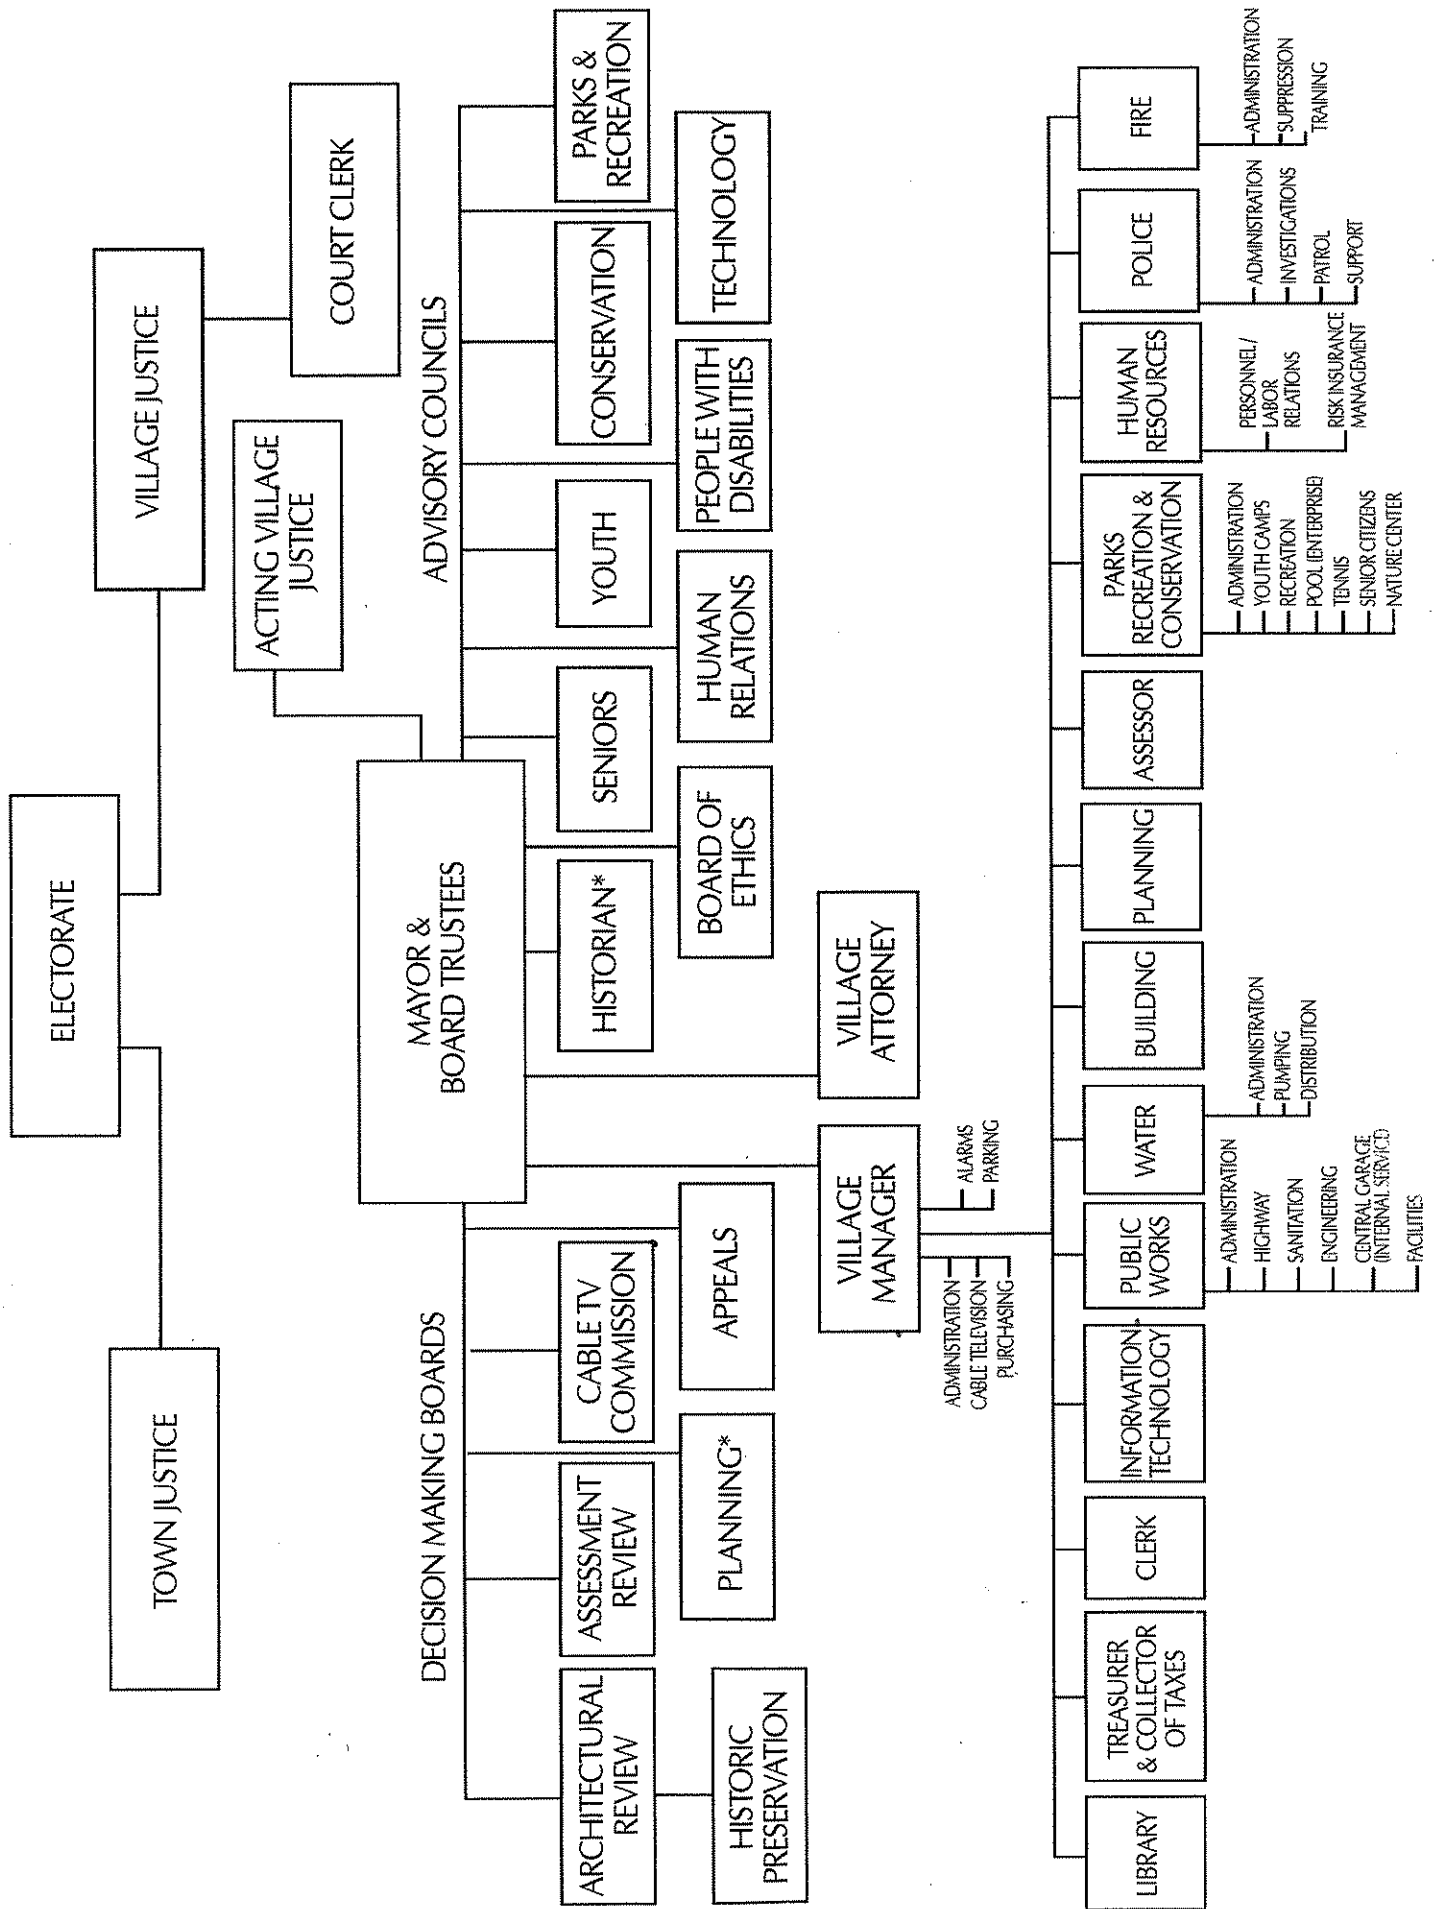 ELECTORATE
TOWN JUSTICE
VILLAGE JUSTICE
COURT CLERK
ACTING VILLAGE
JUSTICE
MAYOR &
BOARD TRUSTEES
DECISION MAKING BOARDS
ADVISORY COUNCILS
ARCHITECTURAL
REVIEW
ASSESSMENT
REVIEW
CABLE TV
COMMISSION
HISTORIAN*
SENIORS
YOUTH
CONSERVATION
PARKS &
RECREATION
HISTORIC
PRESERVATION
PLANNING*
APPEALS
BOARD OF
ETHICS
HUMAN
RELATIONS
PEOPLE WITH
DISABILITIES
TECHNOLOGY
VILLAGE
MANAGER
VILLAGE
ATTORNEY
ADMINISTRATION
CABLE TELEVISION
PURCHASING
ALARMS
PARKING
LIBRARY
TREASURER
& COLLECTOR
OF TAXES
CLERK
INFORMATION
TECHNOLOGY
PUBLIC
WORKS
ADMINISTRATION
HIGHWAY
SANITATION
ENGINEERING
CENTRAL GARAGE
(INTERNAL SERVICE)
FACILITIES
WATER
ADMINISTRATION
PUMPING
DISTRIBUTION
BUILDING
PLANNING
ASSESSOR
PARKS
RECREATION &
CONSERVATION
ADMINISTRATION
YOUTH CAMPS
RECREATION
POOL (ENTERPRISE)
TENNIS
SENIOR CITIZENS
NATURE CENTER
HUMAN
RESOURCES
PERSONNEL/
LABOR
RELATIONS
RISK INSURANCE
MANAGEMENT
POLICE
ADMINISTRATION
INVESTIGATIONS
PATROL
SUPPORT
FIRE
ADMINISTRATION
SUPPRESSION
TRAINING